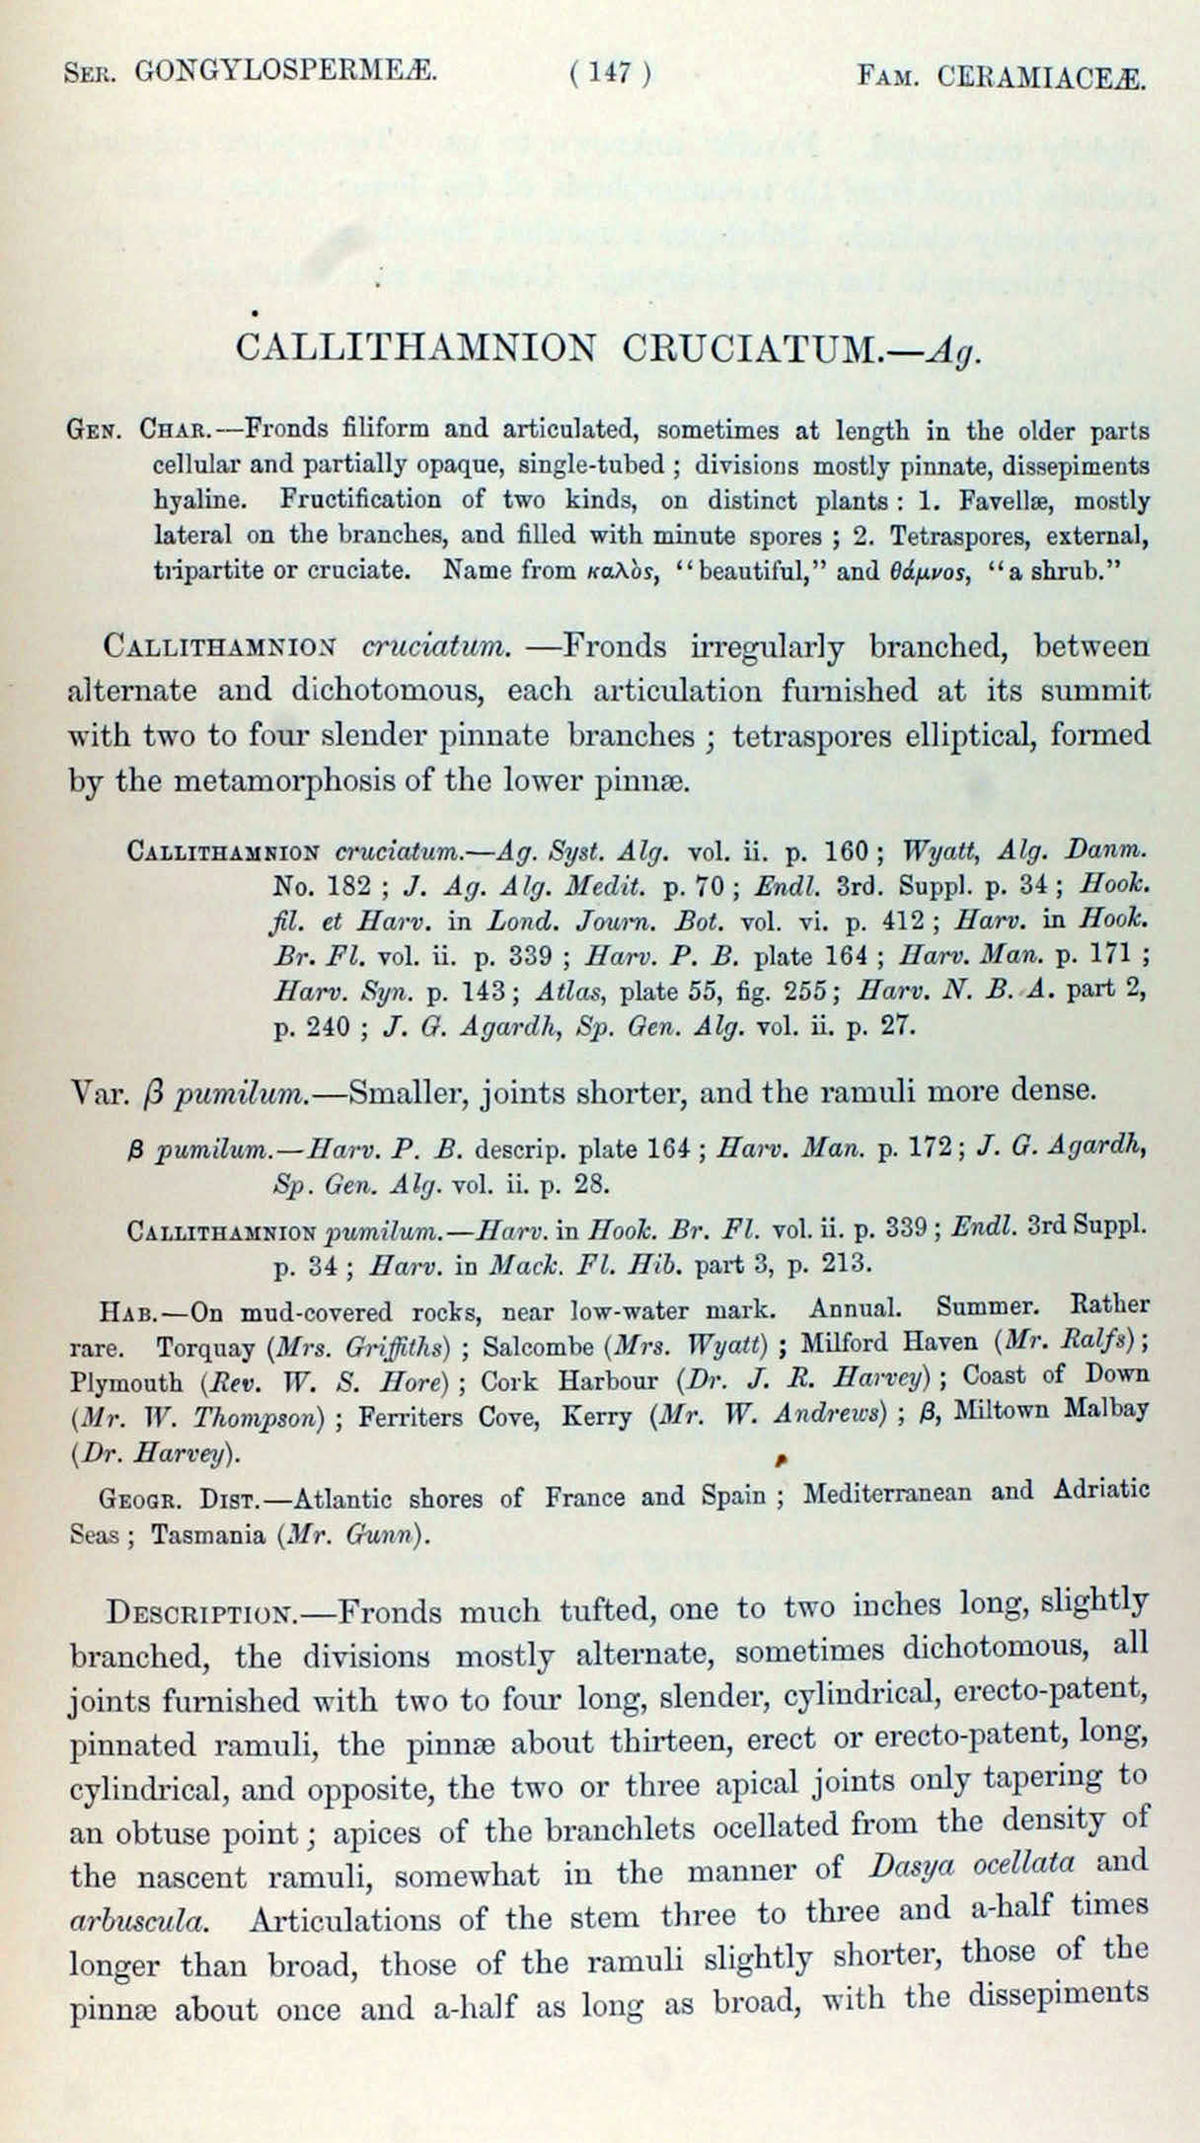 Ser. GONGYLOSPERMEÆ. ( 147 ) Fam. CERAMIACEÆ.
CALLITHAMNION CRUCIATUM.—Ag.
Gen. Char.—Fronds filiform and articulated, sometimes at length in the older parts
cellular and partially opaque, single-tubed ; divisions mostly pinnate, dissepiments
hyaline. Fructification of two kinds, on distinct plants : 1. Favellæ, mostly
lateral on the branches, and filled with minute spores ; 2. Tetraspores, external,
tripartite or cruciate. Name from καλὸς, “beautiful,” and θάμνος, “a shrub.”
Callithamnion cruciatum. —Fronds irregularly branched, between
alternate and dichotomous, each articulation furnished at its summit
with two to four slender pinnate branches ; tetraspores elliptical, formed
by the metamorphosis of the lower pinnæ.
Callithamnion cruciatum.—Ag. Syst. Alg. vol. ii. p. 160 ; Wyatt, Alg. Danm.
No. 182 ; J. Ag. Alg. Medit. p. 70 ; Endl. 3rd. Suppl. p. 34 ; Hook.
fil. et Harv. in Lond. Journ. Bot. vol. vi. p. 412 ; Harv. in Hook.
Br. Fl. vol. ii. p. 339 ; Harv. P. B. plate 164 ; Harv. Man. p. 171 ;
Harv. Syn. p. 143 ; Atlas, plate 55, fig. 255 ; Harv. N. B. A. part 2,
p. 240 ; J. G. Agardh, Sp. Gen. Alg. vol. ii. p. 27.
Var. β pumilum.—Smaller, joints shorter, and the ramuli more dense.
β pumilum.—Harv. P. B. descrip. plate 164 ; Harv. Man. p. 172 ; J. G. Agardh,
Sp. Gen. Alg. vol. ii. p. 28.
Callithamnion pumilum.—Harv. in Hook. Br. Fl. vol. ii. p. 339 ; Endl. 3rd Suppl.
p. 34 ; Harv. in Mack. Fl. Hib. part 3, p. 213.
Hab.—On mud-covered rocks, near low-water mark. Annual. Summer. Rather
rare. Torquay (Mrs. Griffiths) ; Salcombe (Mrs. Wyatt) ; Milford Haven (Mr. Ralfs) ;
Plymouth (Rev. W. S. Hore) ; Cork Harbour (Dr. J. R. Harvey) ; Coast of Down
(Mr. W. Thompson) ; Ferriters Cove, Kerry (Mr. W. Andrews) ; β, Miltown Malbay
(Dr. Harvey).
Geogr. Dist.—Atlantic shores of France and Spain ; Mediterranean and Adriatic
Seas ; Tasmania (Mr. Gunn).
Description.—Fronds much tufted, one to two inches long, slightly
branched, the divisions mostly alternate, sometimes dichotomous, all
joints furnished with two to four long, slender, cylindrical, erecto-patent,
pinnated ramuli, the pinnæ about thirteen, erect or erecto-patent, long,
cylindrical, and opposite, the two or three apical joints only tapering to
an obtuse point ; apices of the branchlets ocellated from the density of
the nascent ramuli, somewhat in the manner of Dasya ocellata and
arbuscula. Articulations of the stem three to three and a-half times
longer than broad, those of the ramuli slightly shorter, those of the
pinnæ about once and a-half as long as broad, with the dissepiments